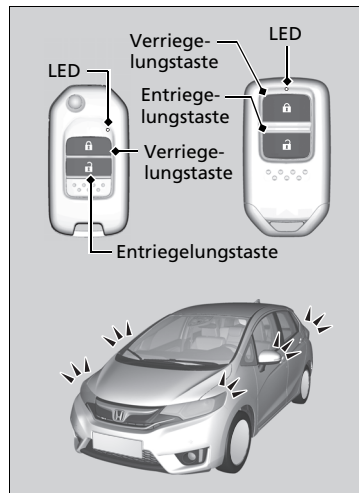 LED
Verriege-
lungstaste
Entriegelungstaste
Verriege-
lungstaste
Entriege-
lungstaste
LED